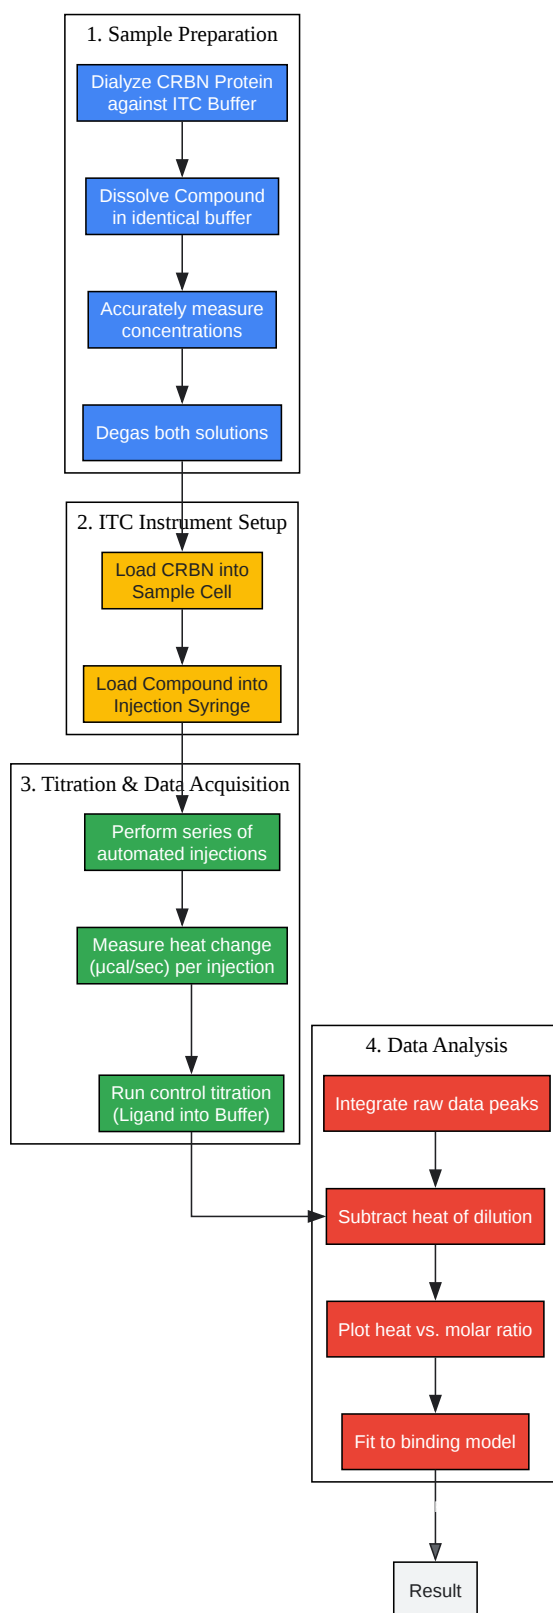 1. Sample Preparation
Dialyze CRBN Protein
against ITC Buffer
Dissolve Compound
in identical buffer
Accurately measure
concentrations
Degas both solutions
2. ITC Instrument Setup
Load CRBN into
Sample Cell
Load Compound into
Injection Syringe
3. Titration & Data Acquisition
Perform series of
automated injections
Measure heat change
(µcal/sec) per injection
Run control titration
(Ligand into Buffer)
4. Data Analysis
Integrate raw data peaks
Subtract heat of dilution
Plot heat vs. molar ratio
Fit to binding model
Result